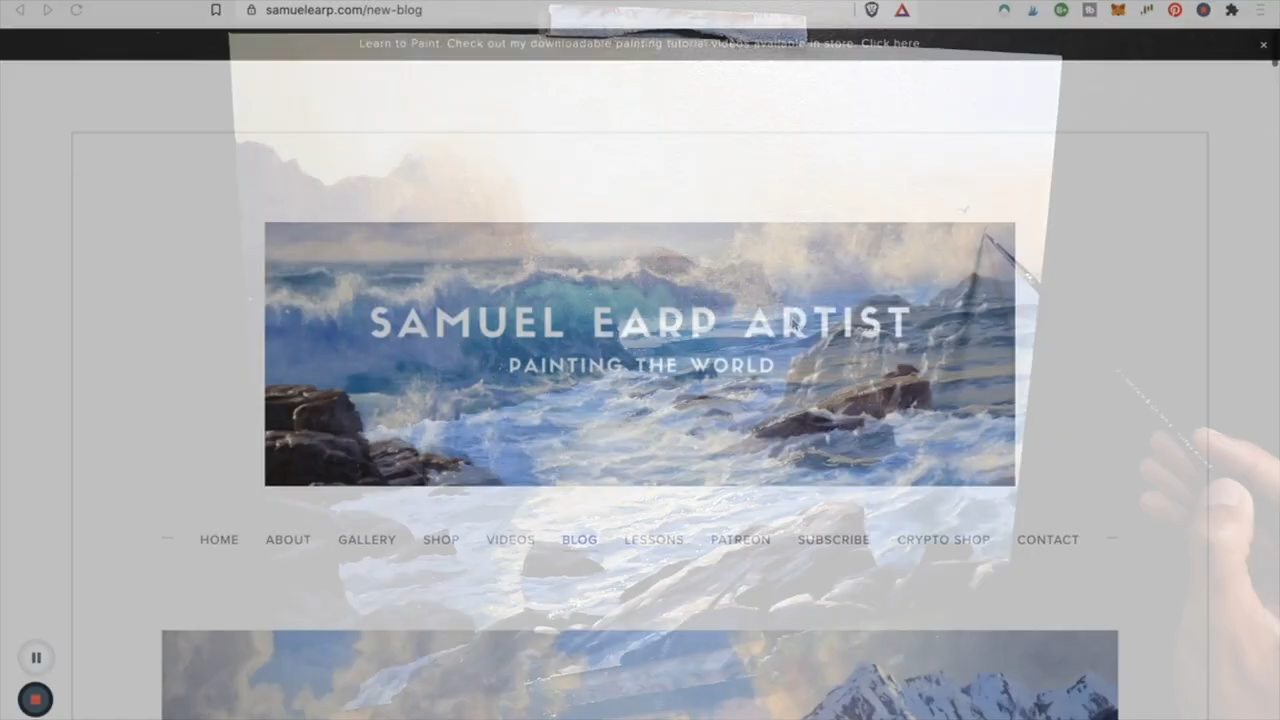 samuelearp.com/new-blog
Learn to Paint. Check out my downloadable painting tutorial videos available in store. Click here
SAMUEL EARP ARTIST
PAINTING THE WORLD
HOME ABOUT GALLERY SHOP VIDEOS BLOG LESSONS PATREON SUBSCRIBE CRYPTO SHOP CONTACT